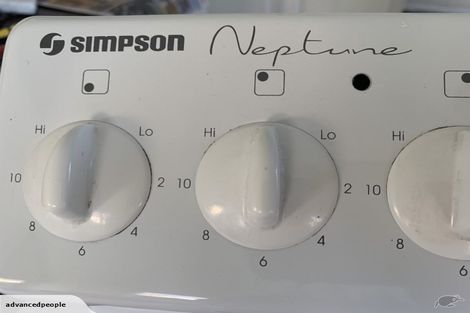 SIMPSON Neptune
Hi Lo Hi Lo Hi
10 2 10 2 10
8 4 8 4 8
6 6 6
advancedpeople